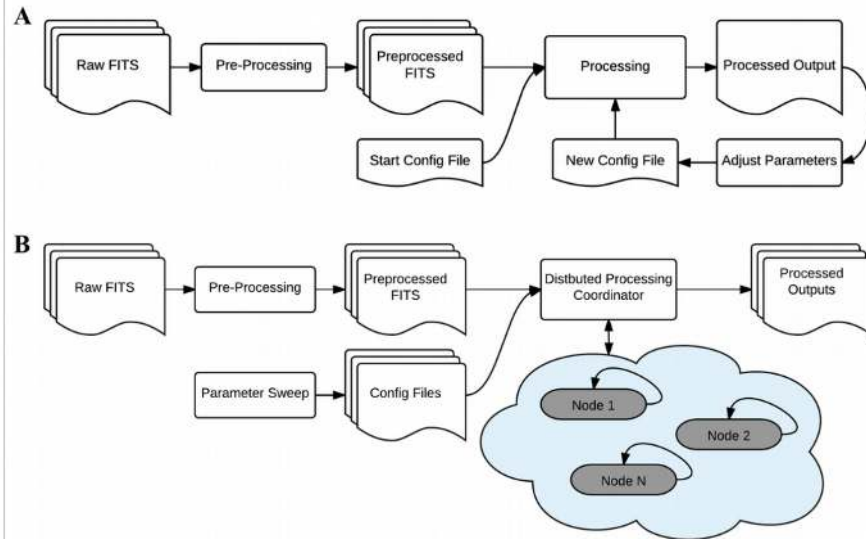 A
Raw FITS
Pre-Processing
Preprocessed
FITS
Processing
Processed Output
Start Config File
New Config File
Adjust Parameters
B
Raw FITS
Pre-Processing
Preprocessed
FITS
Distbuted Processing
Coordinator
Processed
Outputs
Parameter Sweep
Config Files
Node 1
Node 2
Node N